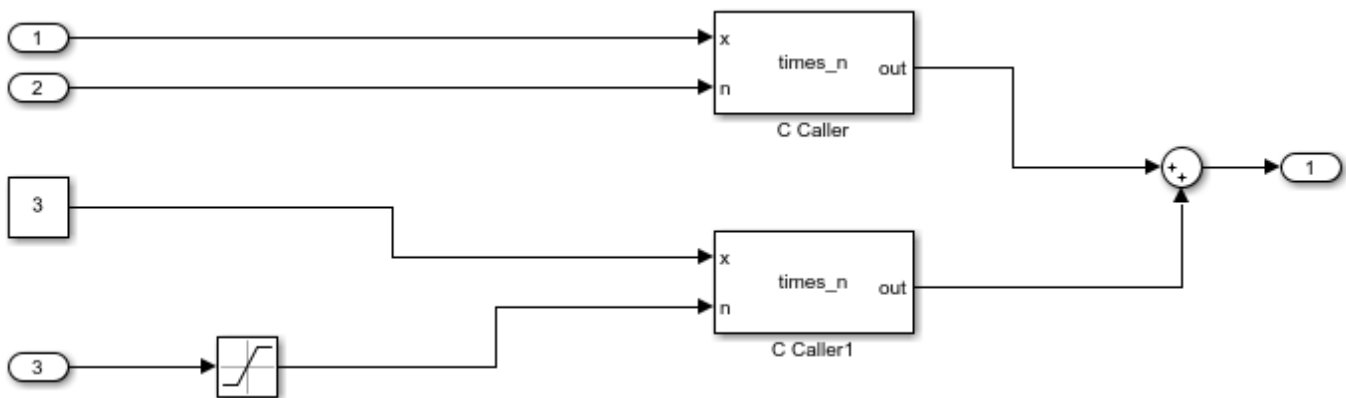 1
x
times_n
out
2
n
C Caller
+
+
1
3
x
times_n
out
n
C Caller1
3